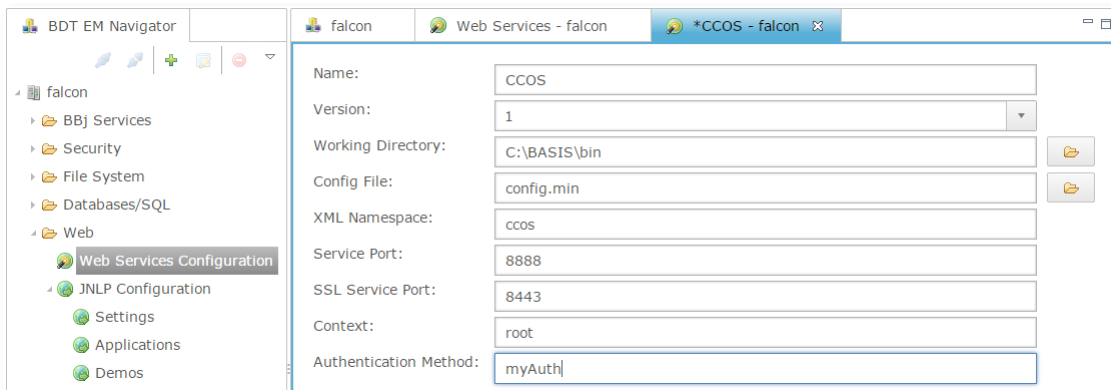 BDT EM Navigator
falcon
BBj Services
Security
File System
Databases/SQL
Web
Web Services Configuration
JNLP Configuration
Settings
Applications
Demos
falcon
Web Services - falcon
*CCOS - falcon
Name:
CCOS
Version:
1
Working Directory:
C:\BASIS\bin
Config File:
config.min
XML Namespace:
ccos
Service Port:
8888
SSL Service Port:
8443
Context:
root
Authentication Method:
myAuth